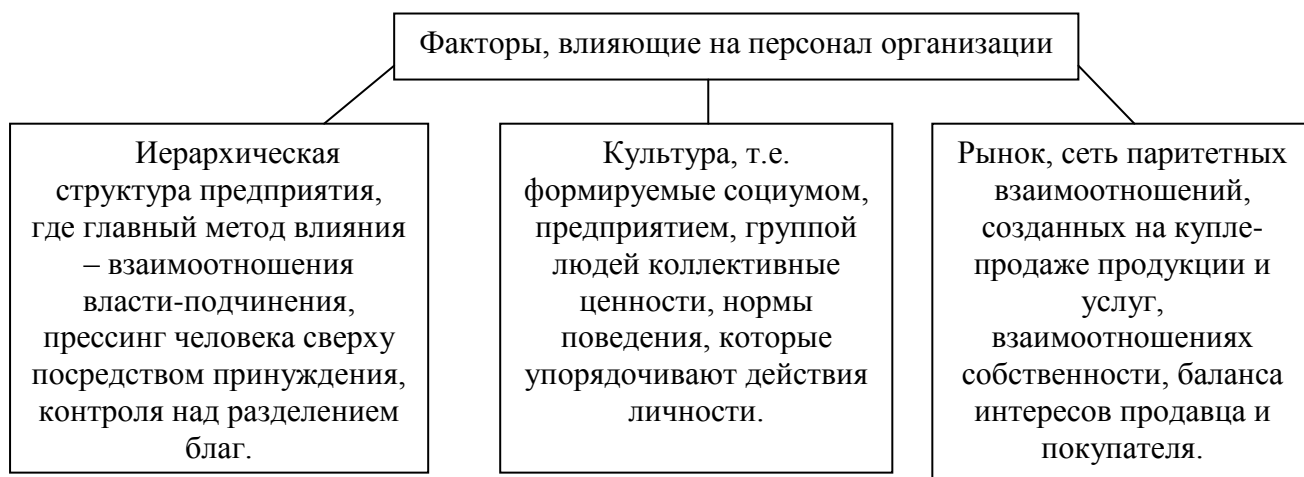 Факторы, влияющие на персонал организации
Иерархическая
структура предприятия,
где главный метод влияния
– взаимоотношения
власти-подчинения,
прессинг человека сверху
посредством принуждения,
контроля над разделением
благ.
Культура, т.е.
формируемые социумом,
предприятием, группой
людей коллективные
ценности, нормы
поведения, которые
упорядочивают действия
личности.
Рынок, сеть паритетных
взаимоотношений,
созданных на купле-
продаже продукции и
услуг,
взаимоотношениях
собственности, баланса
интересов продавца и
покупателя.